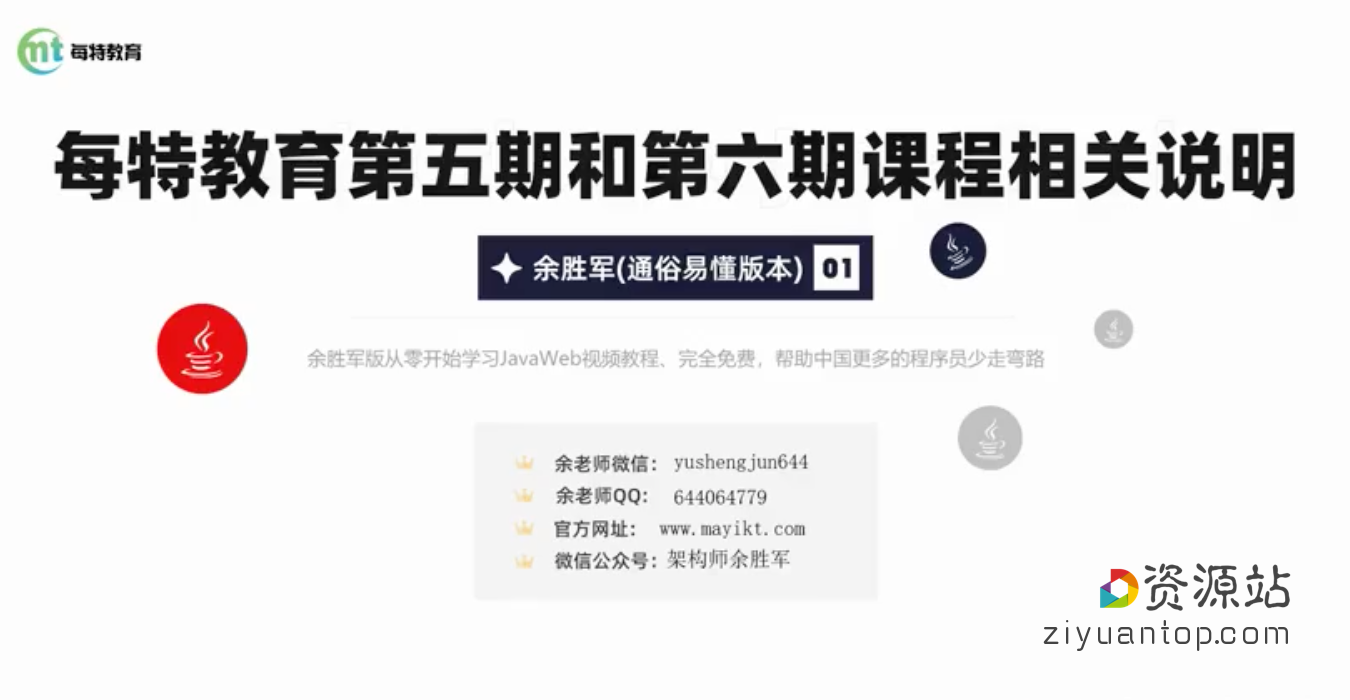 mt 每特教育
每特教育第五期和第六期课程相关说明
余胜军(通俗易懂版本) 01
余胜军版从零开始学习JavaWeb视频教程、完全免费，帮助中国更多的程序员少走弯路
余老师微信： yushengjun644
余老师QQ： 644064779
官方网址： www.mayikt.com
微信公众号：架构师余胜军
资源站
ziyuantop.com